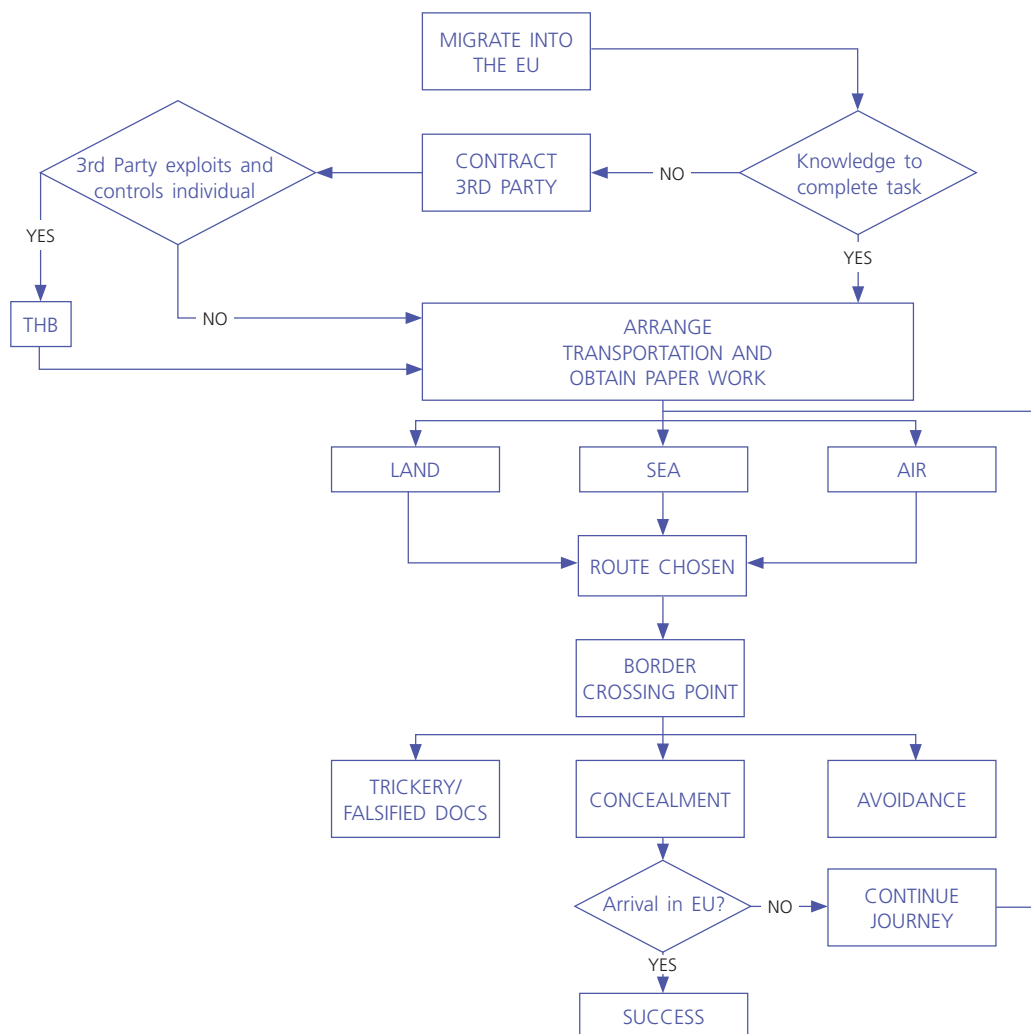 MIGRATE INTO
THE EU
3rd Party exploits and
controls individual
CONTRACT
3RD PARTY
NO
Knowledge to
complete task
YES
YES
THB
NO
ARRANGE
TRANSPORTATION AND
OBTAIN PAPER WORK
LAND
SEA
AIR
ROUTE CHOSEN
BORDER
CROSSING POINT
TRICKERY/
FALSIFIED DOCS
CONCEALMENT
AVOIDANCE
Arrival in EU?
NO
CONTINUE
JOURNEY
YES
SUCCESS